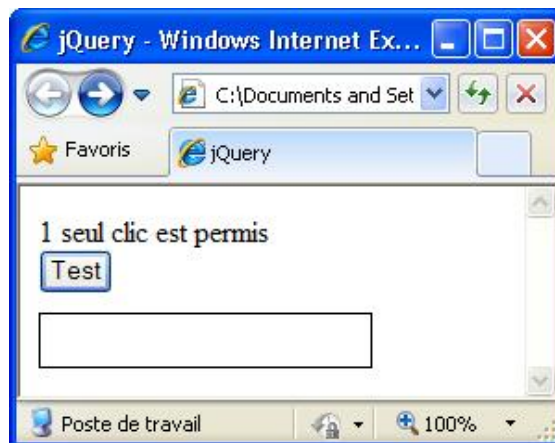 jQuery - Windows Internet Ex...
C:\Documents and Set
Favoris
jQuery
1 seul clic est permis
Test
Poste de travail
100%